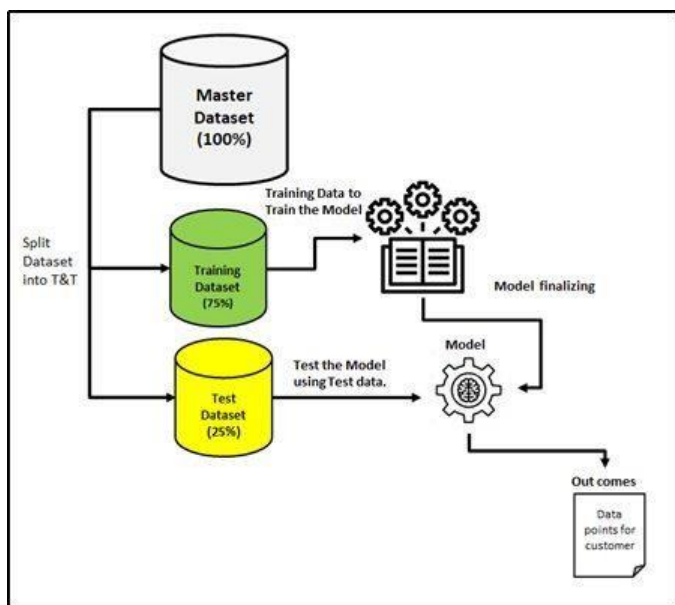 Master
Dataset
(100%)
Training Data to
Train the Model
Split
Dataset
into T&T
Training
Dataset
(75%)
Model finalizing
Model
Test the Model
using Test data.
Test
Dataset
(25%)
Out comes
Data
points for
customer